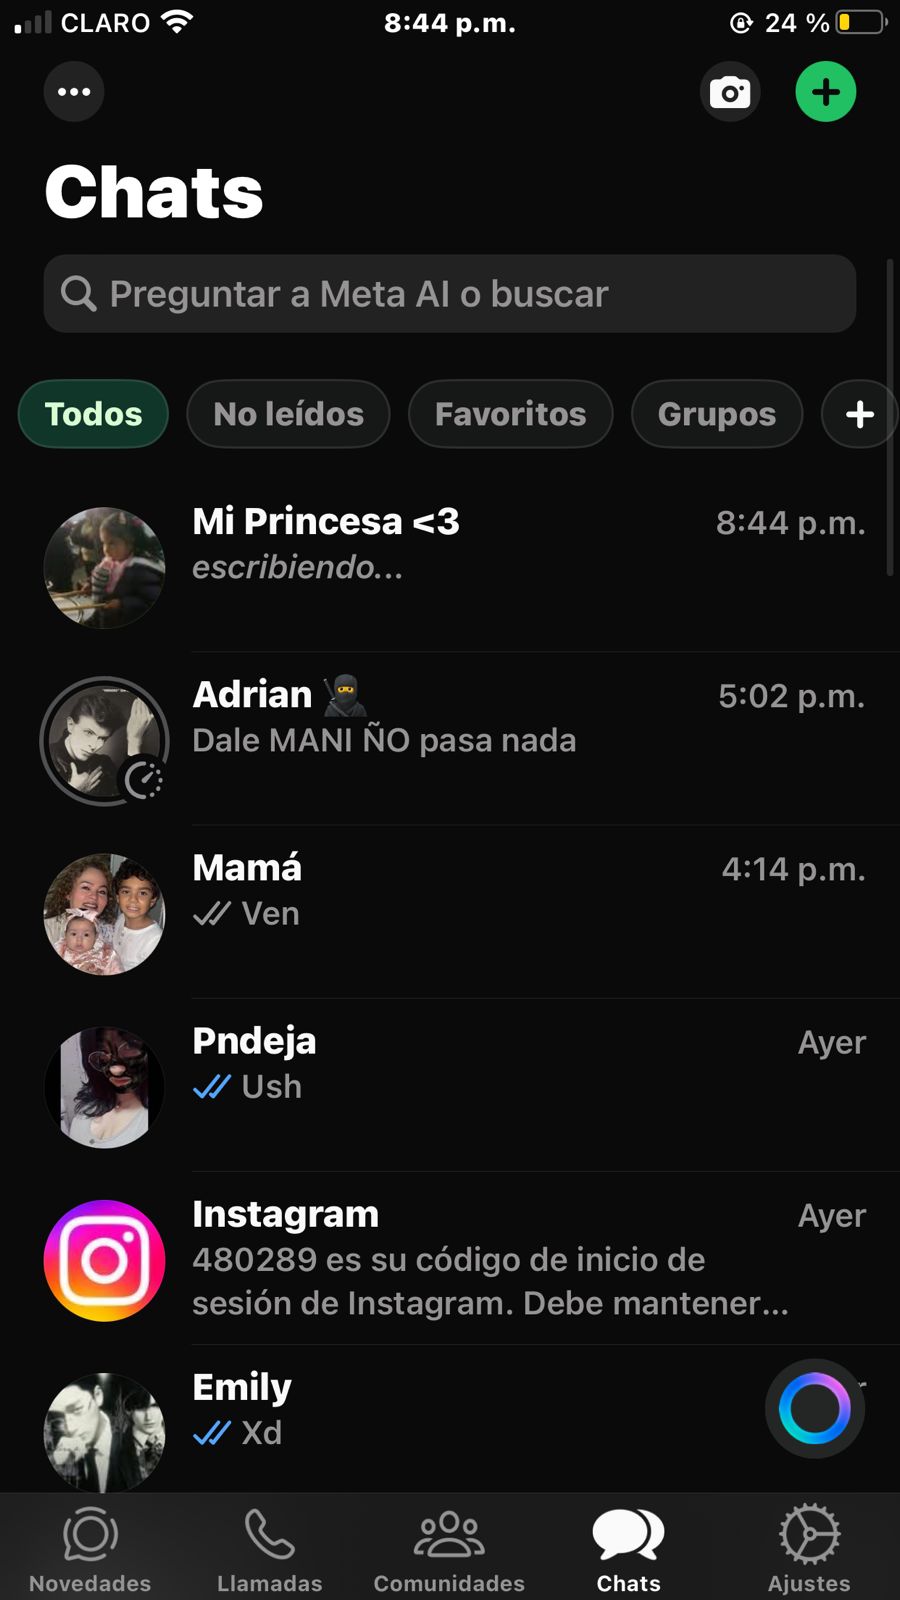 CLARO 8:44 p.m. 24 %
Chats
Preguntar a Meta AI o buscar
Todos No leídos Favoritos Grupos
Mi Princesa <3 8:44 p.m.
escribiendo...
Adrian 🥷 5:02 p.m.
Dale MANI ÑO pasa nada
Mamá 4:14 p.m.
Ven
Pndeja Ayer
Ush
Instagram Ayer
480289 es su código de inicio de
sesión de Instagram. Debe mantener...
Emily
Xd
Novedades Llamadas Comunidades Chats Ajustes